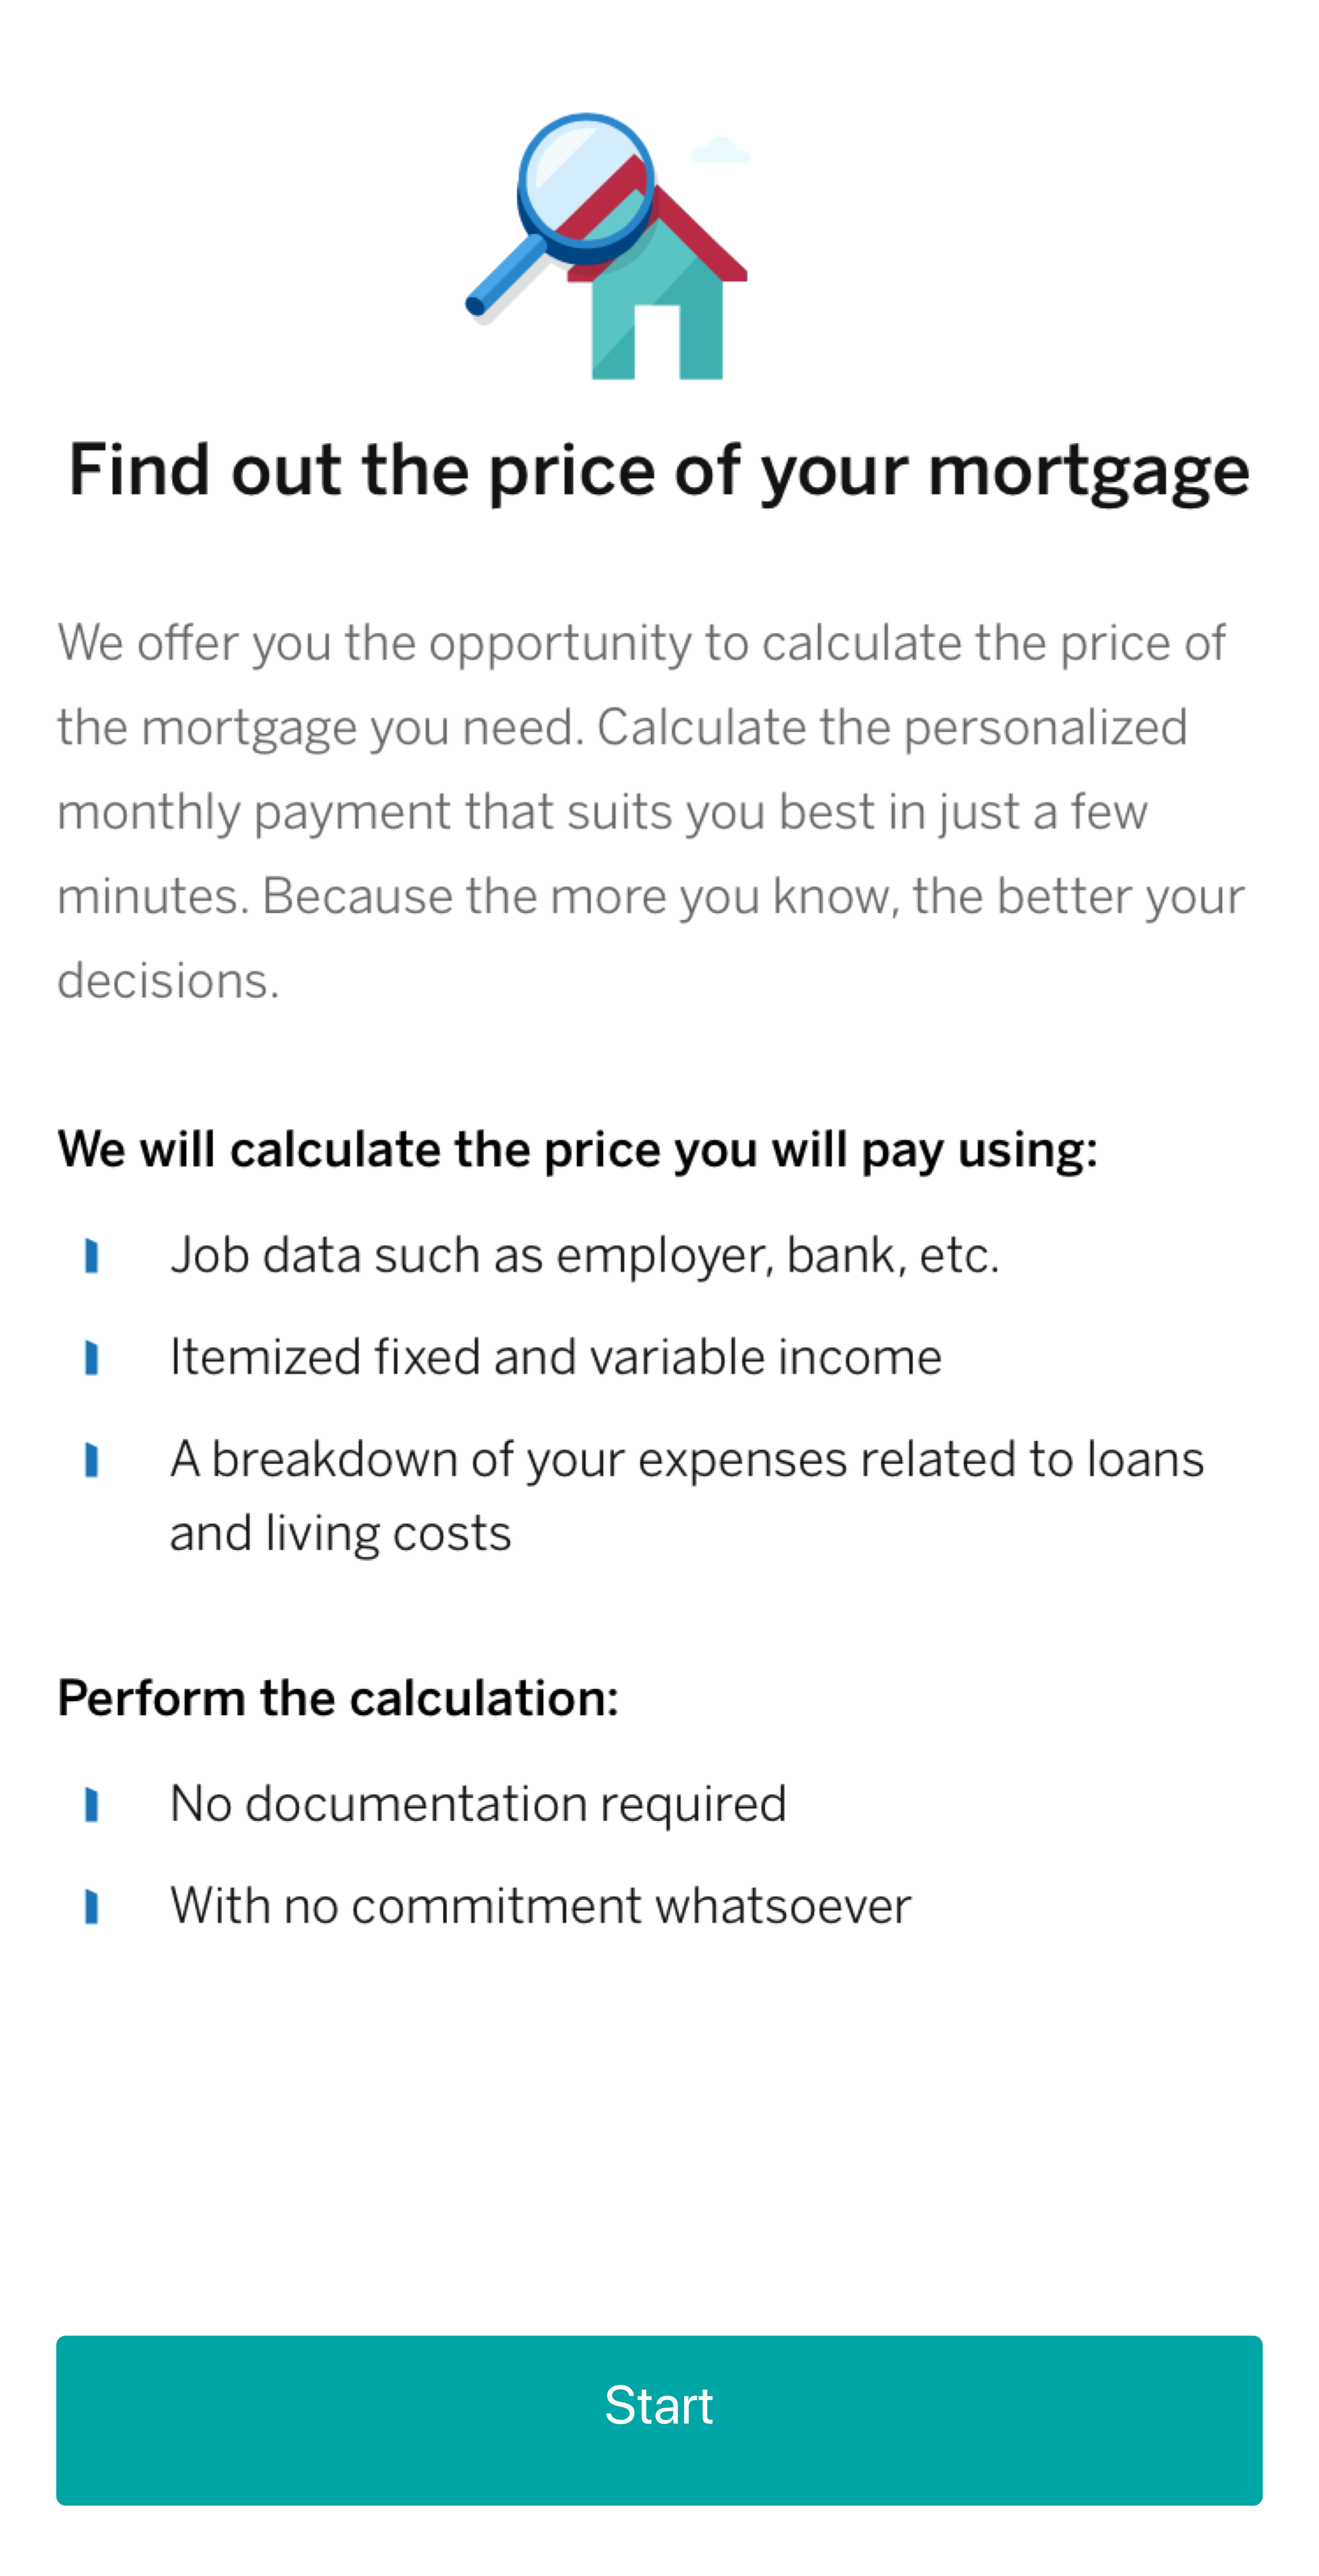 Find out the price of your mortgage
We offer you the opportunity to calculate the price of
the mortgage you need. Calculate the personalized
monthly payment that suits you best in just a few
minutes. Because the more you know, the better your
decisions.
We will calculate the price you will pay using:
Job data such as employer, bank, etc.
Itemized fixed and variable income
A breakdown of your expenses related to loans
and living costs
Perform the calculation:
No documentation required
With no commitment whatsoever
Start